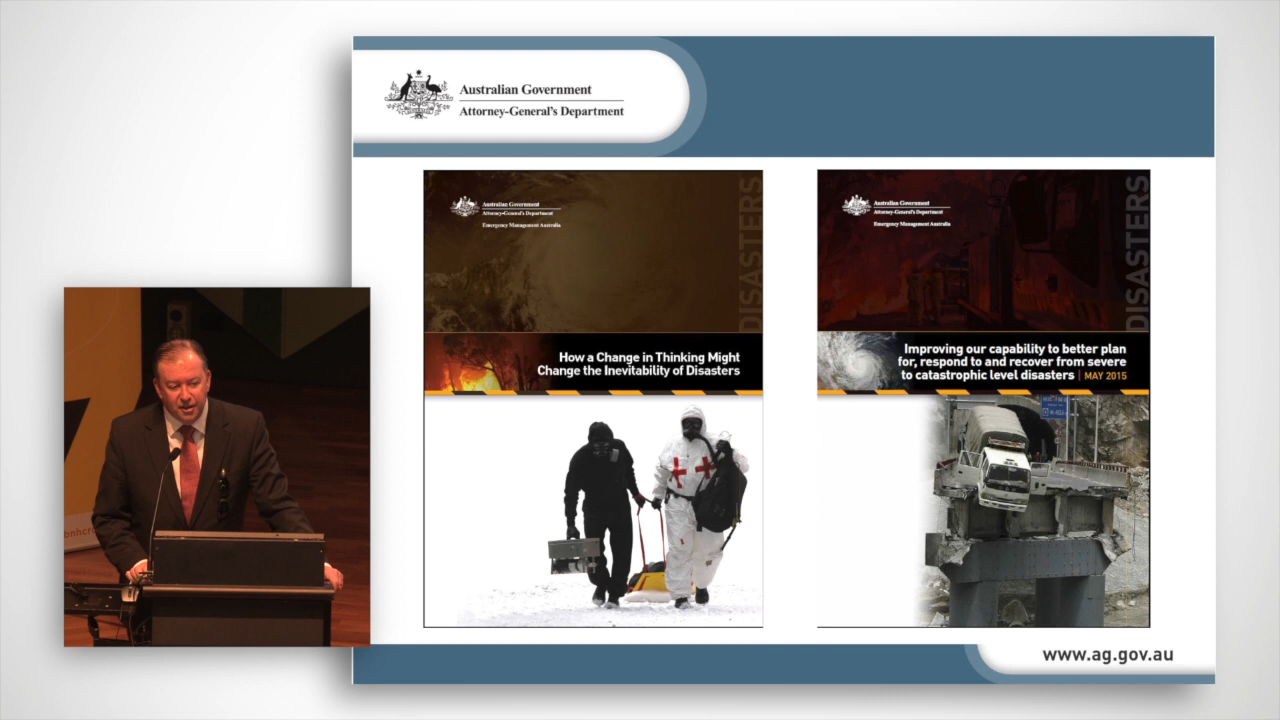 Australian Government
Attorney-General's Department
Australian Government
Attorney-General's Department
Emergency Management Australia
DISASTERS
How a Change in Thinking Might
Change the Inevitability of Disasters
Australian Government
Attorney-General's Department
Emergency Management Australia
DISASTERS
Improving our capability to better plan
for, respond to and recover from severe
to catastrophic level disasters | MAY 2015
bnhcrc
www.ag.gov.au